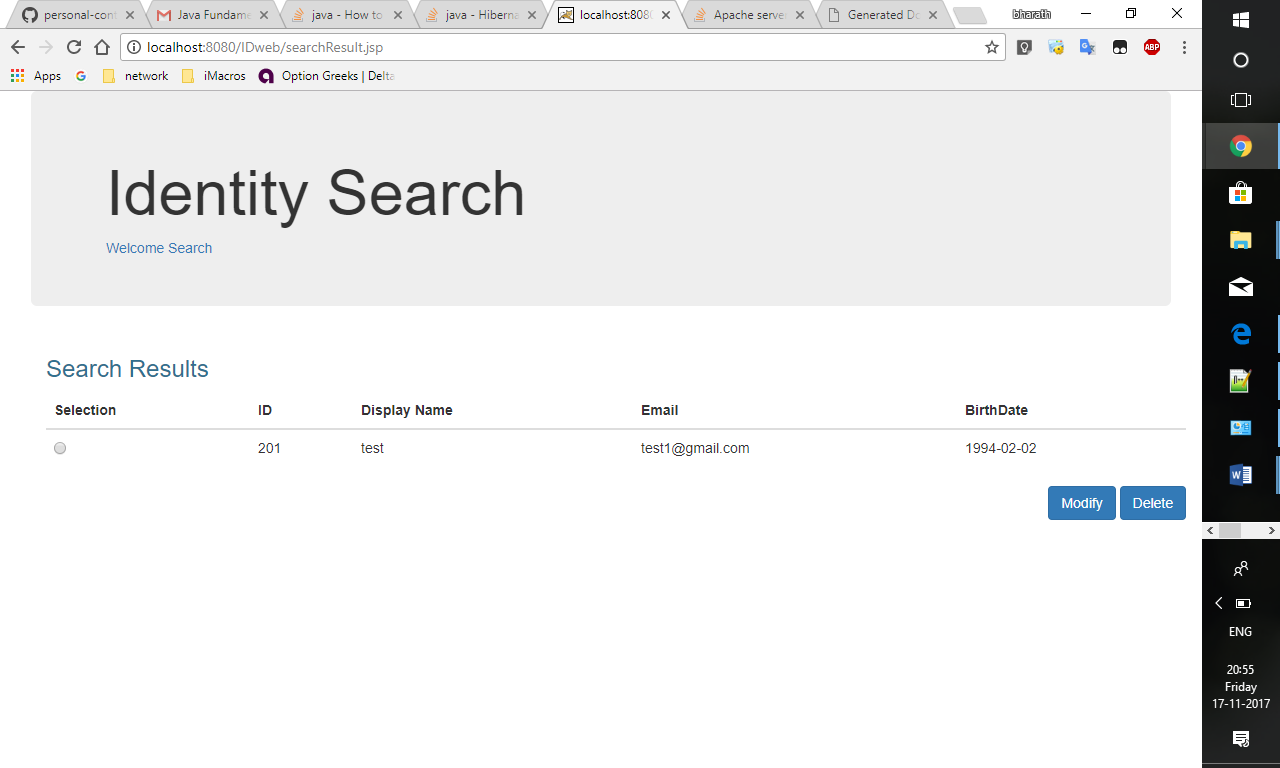 personal-cont
Java Fundame
java - How to
java - Hiberna
localhost:8080
Apache serve
Generated Do
bharath
localhost:8080/IDweb/searchResult.jsp
ABP
Apps
network
iMacros
Option Greeks | Delta
Identity Search
Welcome Search
Search Results
Selection ID Display Name Email BirthDate
201 test test1@gmail.com 1994-02-02
Modify Delete
ENG
20:55
Friday
17-11-2017